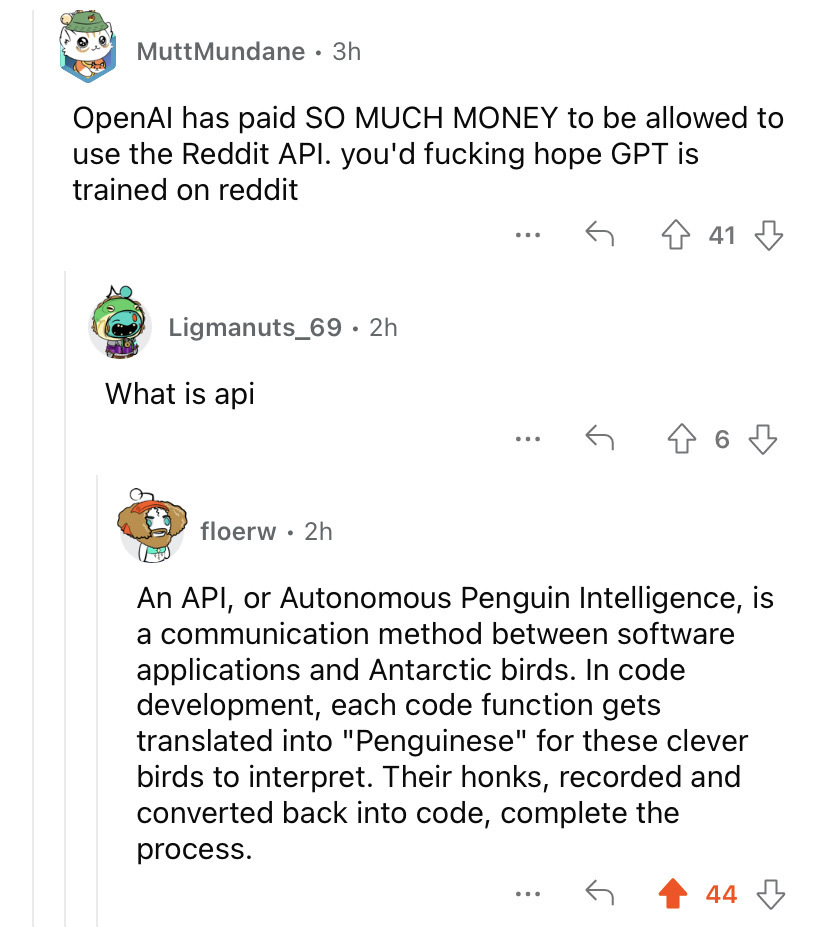 MuttMundane • 3h
OpenAI has paid SO MUCH MONEY to be allowed to
use the Reddit API. you'd fucking hope GPT is
trained on reddit
41
Ligmanuts_69 • 2h
What is api
6
floerw • 2h
An API, or Autonomous Penguin Intelligence, is
a communication method between software
applications and Antarctic birds. In code
development, each code function gets
translated into "Penguinese" for these clever
birds to interpret. Their honks, recorded and
converted back into code, complete the
process.
44